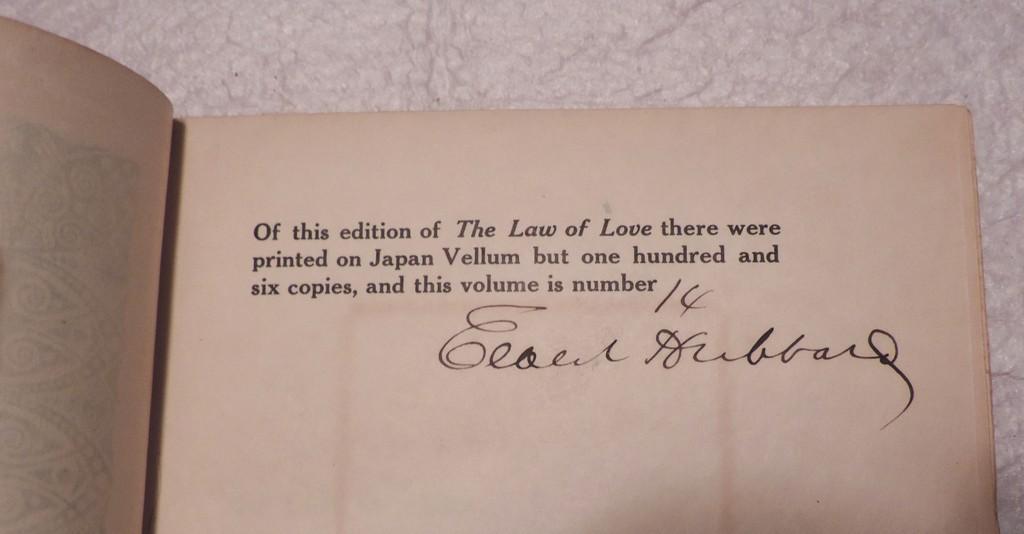 Of this edition of The Law of Love there were
printed on Japan Vellum but one hundred and
six copies, and this volume is number 14
Elbert Hubbard